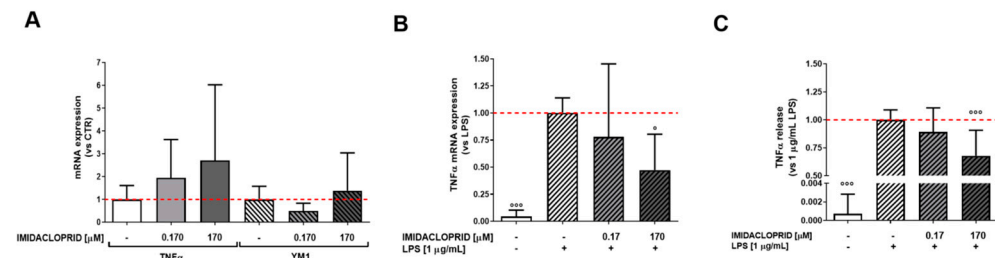 A
mRNA expression
(vs CTR)
7
6
5
4
3
2
1
0
IMIDACLOPRID [µM]
- 0.170 170 - 0.170 170
TNFα YM1
B
TNFα mRNA expression
(vs LPS)
1.50
1.25
1.00
0.75
0.50
0.25
0.00
°°° °
IMIDACLOPRID [µM] - - 0.17 170
LPS [1 µg/mL] - + + +
C
TNFα release
(vs 1 µg/mL LPS)
1.50
1.25
1.00
0.75
0.50
0.004
0.002
0.000
°°° °°°
IMIDACLOPRID [µM] - - 0.17 170
LPS [1 µg/mL] - + + +